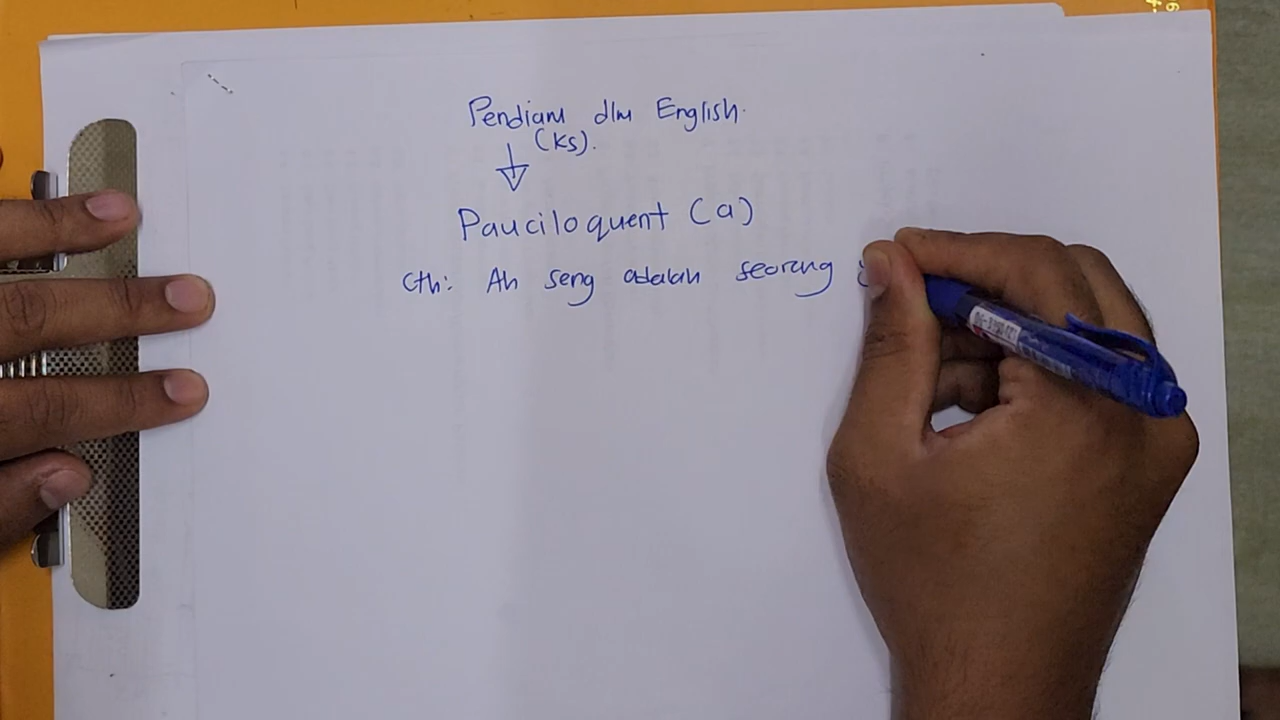 Pendiam dlm English.
(ks).
Pauciloquent (a)
Cth: Ah seng adalah seorang